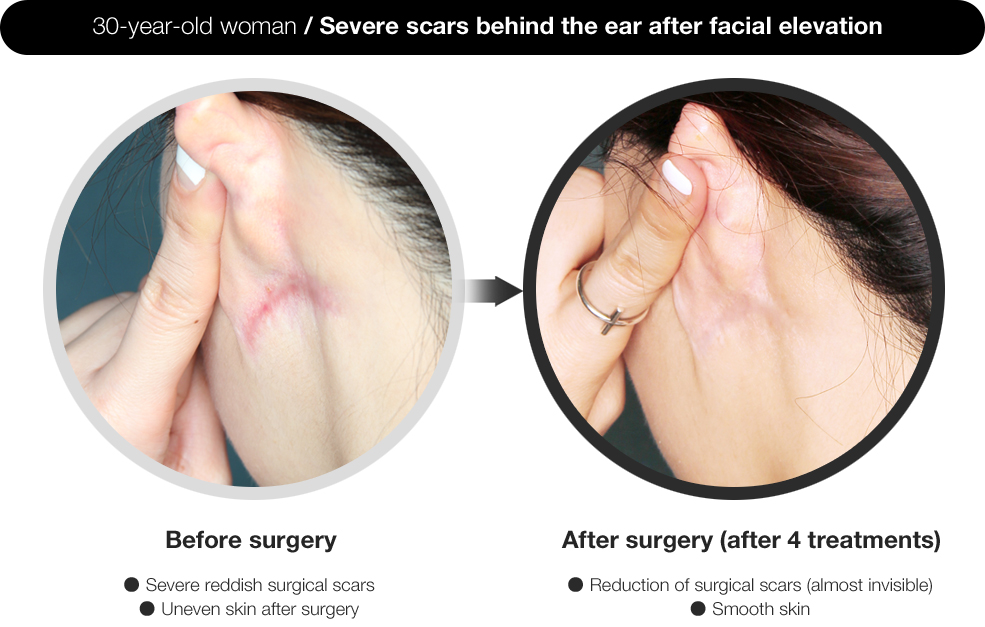 30-year-old woman / Severe scars behind the ear after facial elevation
Before surgery
● Severe reddish surgical scars
● Uneven skin after surgery
After surgery (after 4 treatments)
● Reduction of surgical scars (almost invisible)
● Smooth skin